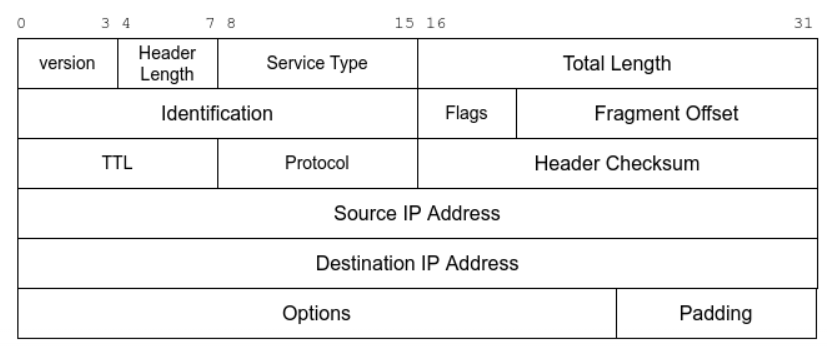 0 3 4 7 8 15 16 31
version Header Length Service Type Total Length
Identification Flags Fragment Offset
TTL Protocol Header Checksum
Source IP Address
Destination IP Address
Options Padding